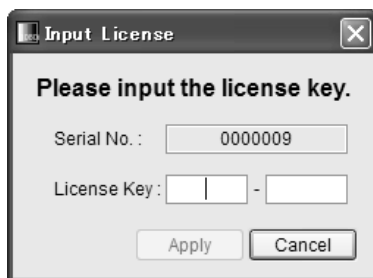 Input License
Please input the license key.
Serial No. : 0000009
License Key : -
Apply Cancel